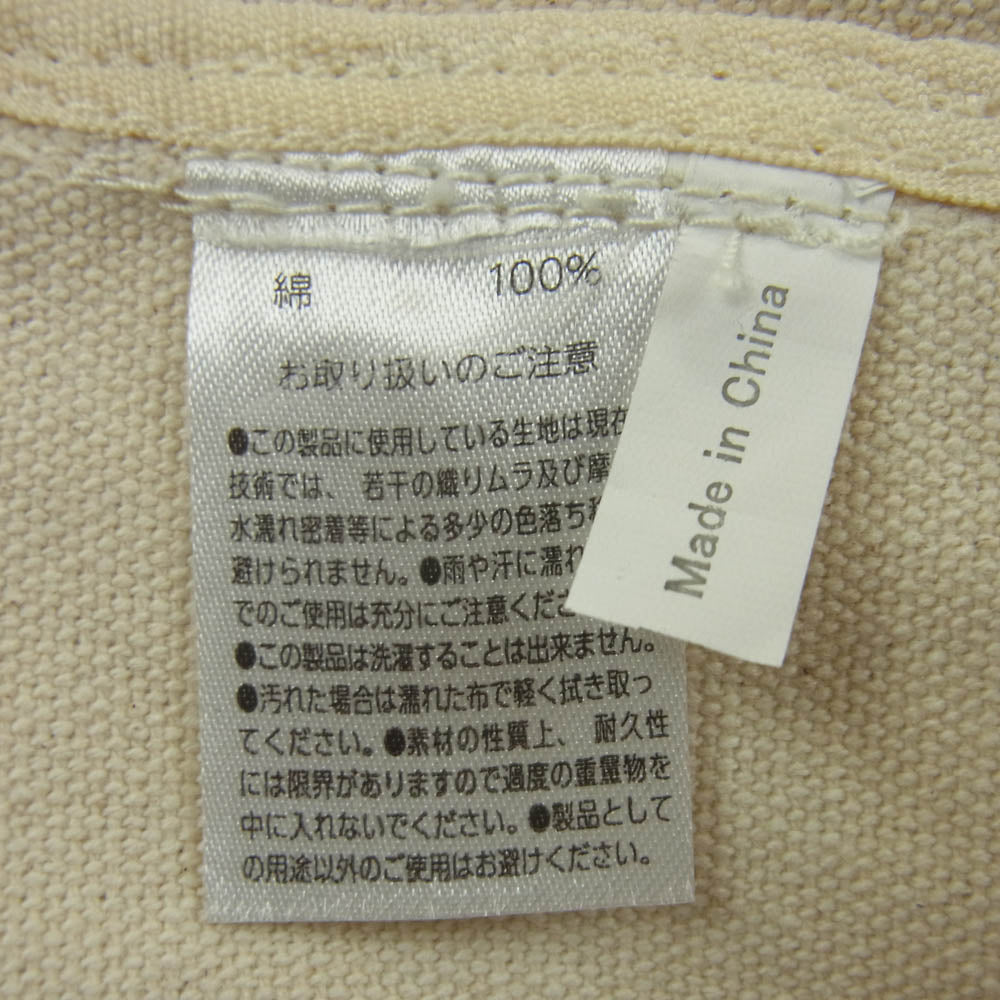 綿 100%
お取り扱いのご注意
●この製品に使用している生地は現在
技術では、 若干の織りムラ及び摩
水濡れ密着等による多少の色落ち
避けられません。●雨や汗に濡れ
でのご使用は充分にご注意くださ
●この製品は洗濯することは出来ません。
●汚れた場合は濡れた布で軽く拭き取っ
てください。●素材の性質上、 耐久性
には限界がありますので過度の重量物を
中に入れないでください。●製品として
の用途以外のご使用はお避けください。
Made in China